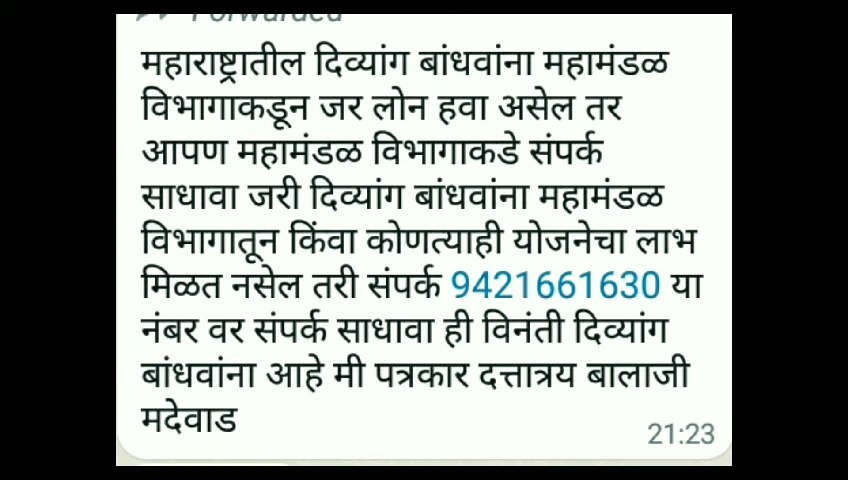 Forwarded
महाराष्ट्रातील दिव्यांग बांधवांना महामंडळ
विभागाकडून जर लोन हवा असेल तर
आपण महामंडळ विभागाकडे संपर्क
साधावा जरी दिव्यांग बांधवांना महामंडळ
विभागातून किंवा कोणत्याही योजनेचा लाभ
मिळत नसेल तरी संपर्क 9421661630 या
नंबर वर संपर्क साधावा ही विनंती दिव्यांग
बांधवांना आहे मी पत्रकार दत्तात्रय बालाजी
मदेवाड
21:23